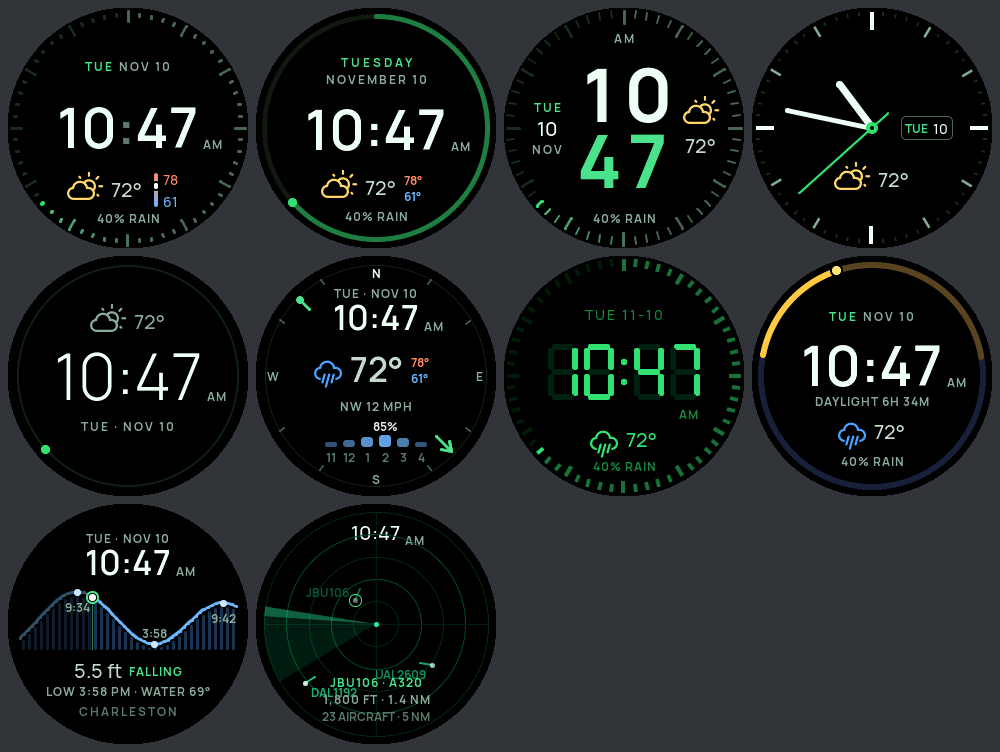 TUE NOV 10
10:47 AM
72° 78
61
40% RAIN
TUESDAY
NOVEMBER 10
10:47 AM
72° 78°
61°
40% RAIN
AM
10
47
TUE
10
NOV
72°
40% RAIN
TUE 10
72°
72°
10:47 AM
TUE · NOV 10
N
TUE · NOV 10
10:47 AM
W
E
72° 78°
61°
NW 12 MPH
85%
11 12 1 2 3 4
S
TUE 11-10
10:47
AM
72°
40% RAIN
TUE NOV 10
10:47 AM
DAYLIGHT 6H 34M
72°
40% RAIN
TUE · NOV 10
10:47 AM
9:34
3:58
9:42
5.5 ft FALLING
LOW 3:58 PM · WATER 69°
CHARLESTON
10:47 AM
JBU106
UAL2609
JBU106 · A320
DAL1192
1,800 FT · 1.4 NM
23 AIRCRAFT · 5 NM